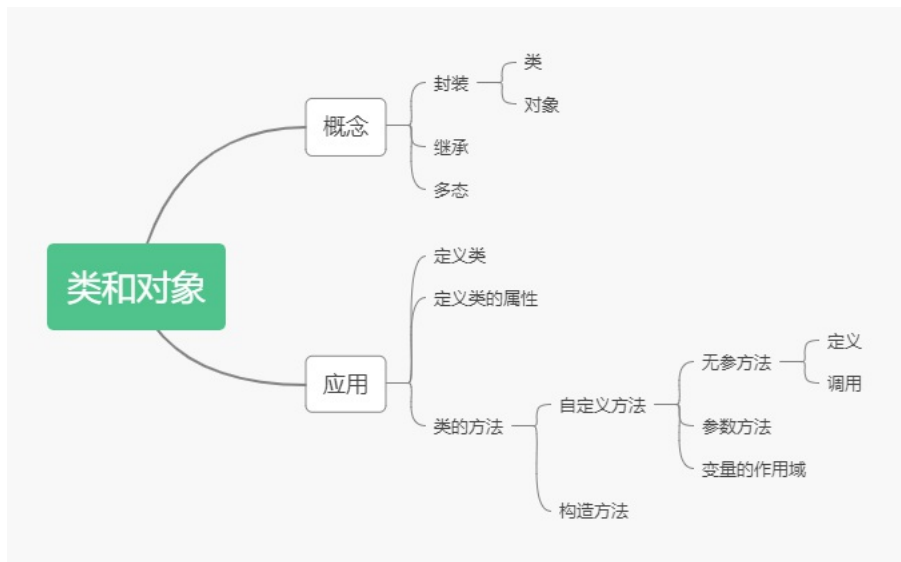 类
封装
对象
概念
继承
多态
定义类
类和对象
定义类的属性
定义
无参方法
应用
调用
自定义方法
类的方法
参数方法
变量的作用域
构造方法